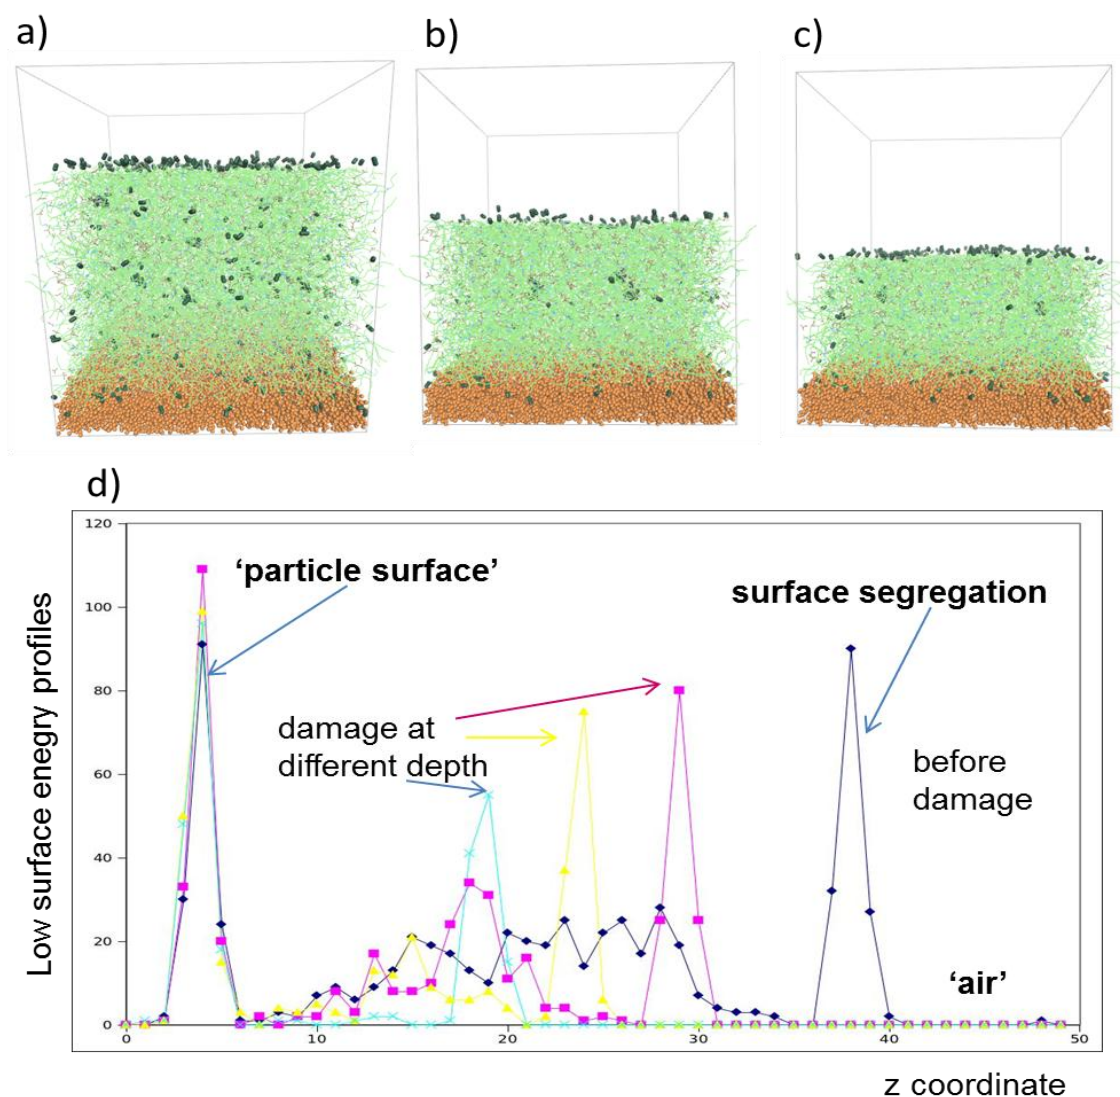 a)
b)
c)
d)
Low surface enegry profiles
120
100
80
60
40
20
0
‘particle surface’
surface segregation
damage at
different depth
before
damage
‘air’
0
10
20
30
40
50
z coordinate